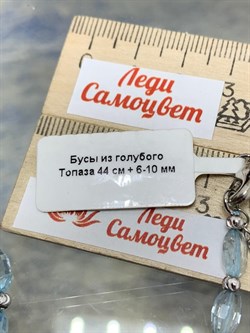 Леди
Самоцвет
Бусы из голубого
Топаза 44 см + 6-10 мм
Леди
Самоцвет